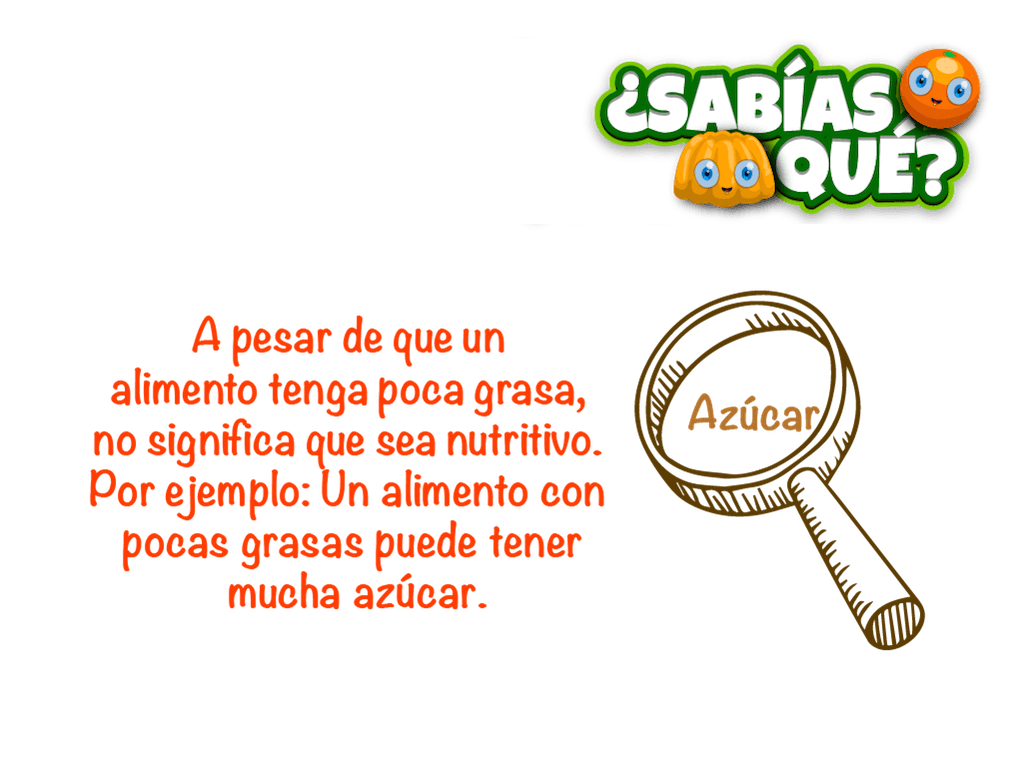 ¿SABÍAS
QUÉ?
A pesar de que un
alimento tenga poca grasa,
no significa que sea nutritivo.
Por ejemplo: Un alimento con
pocas grasas puede tener
mucha azúcar.
Azúcar